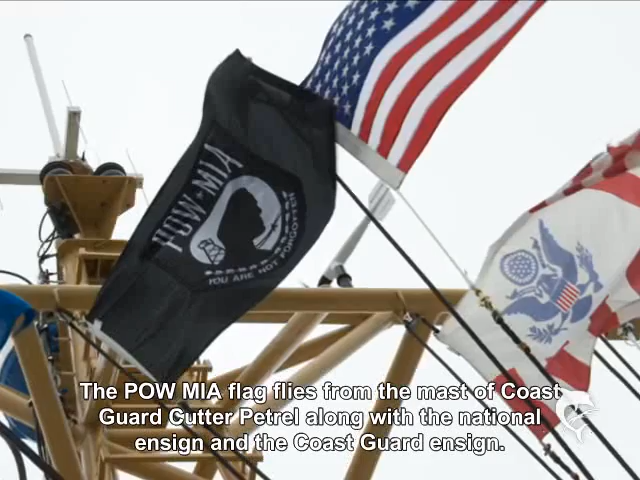 POW★MIA
YOU ARE NOT FORGOTTEN
The POW MIA flag flies from the mast of Coast
Guard Cutter Petrel along with the national
ensign and the Coast Guard ensign.